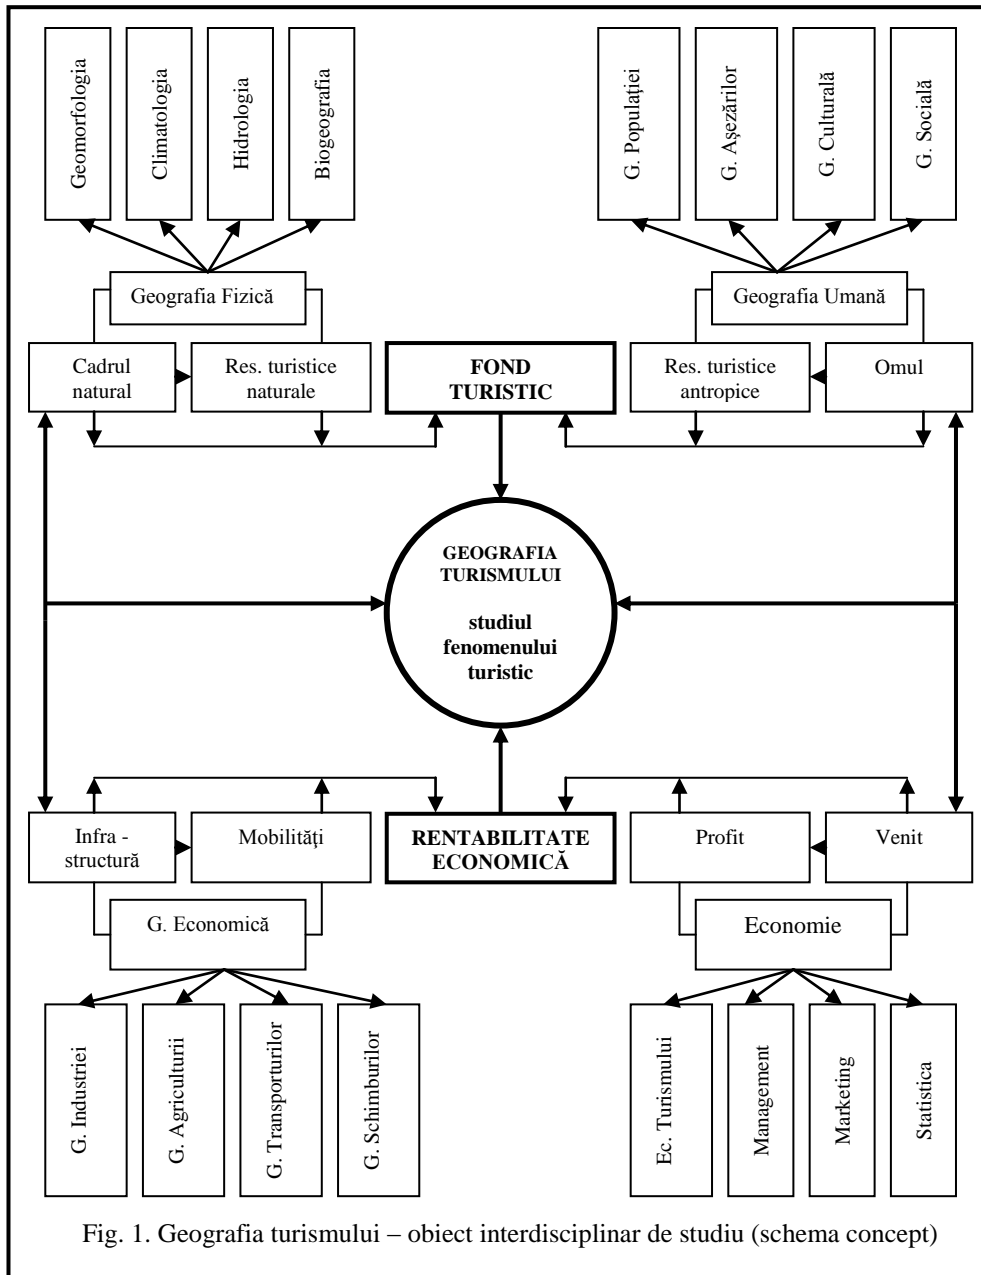 Geomorfologia
Climatologia
Hidrologia
Biogeografia
G. Populaţiei
G. Aşezărilor
G. Culturală
G. Socială
Geografia Fizică
Geografia Umană
Cadrul
natural
Res. turistice
naturale
FOND
TURISTIC
Res. turistice
antropice
Omul
GEOGRAFIA
TURISMULUI
studiul
fenomenului
turistic
Infra -
structură
Mobilităţi
RENTABILITATE
ECONOMICĂ
Profit
Venit
G. Economică
Economie
G. Industriei
G. Agriculturii
G. Transporturilor
G. Schimburilor
Ec. Turismului
Management
Marketing
Statistica
Fig. 1. Geografia turismului – obiect interdisciplinar de studiu (schema concept)